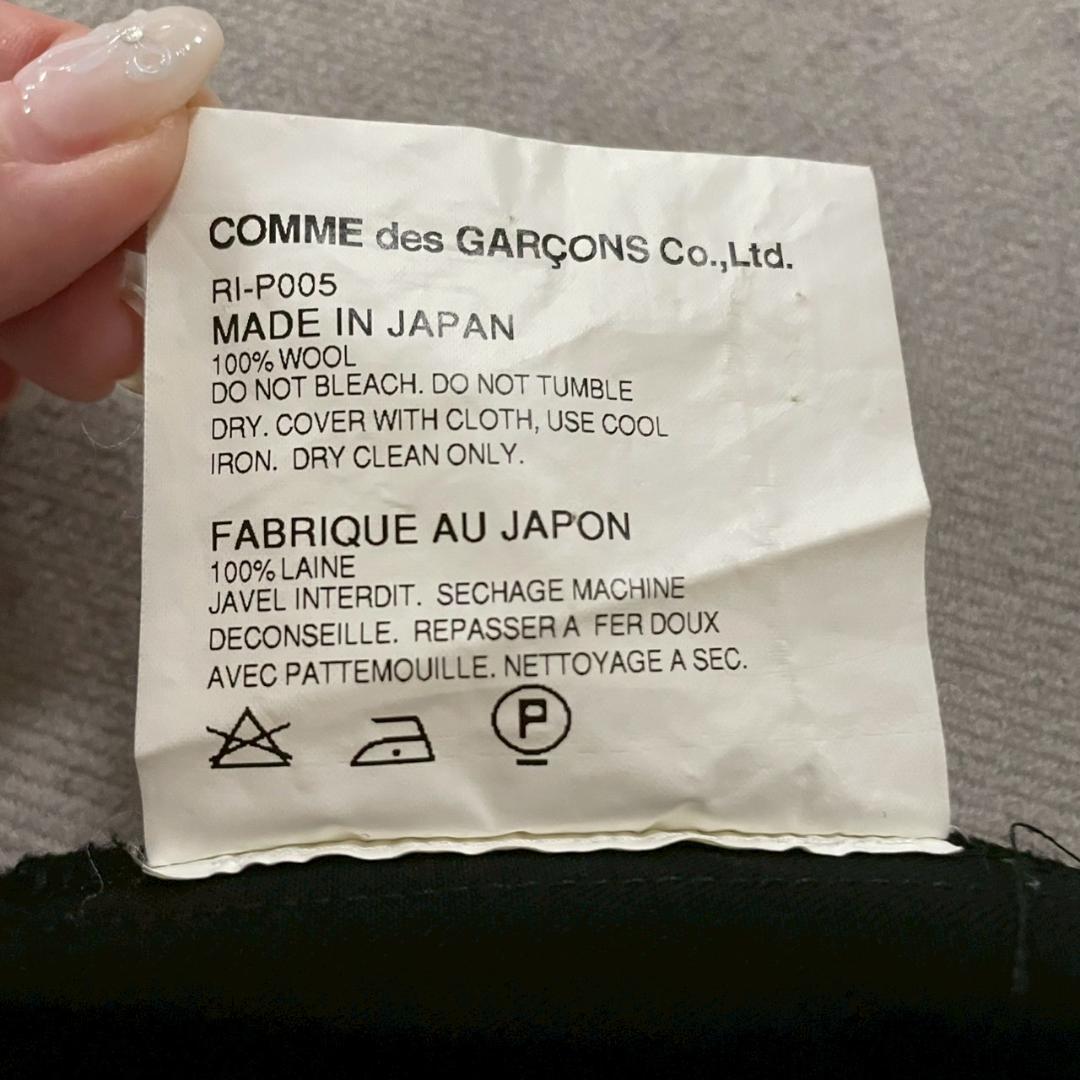 COMME des GARÇONS Co.,Ltd.
RI-P005
MADE IN JAPAN
100% WOOL
DO NOT BLEACH. DO NOT TUMBLE
DRY. COVER WITH CLOTH, USE COOL
IRON. DRY CLEAN ONLY.
FABRIQUE AU JAPON
100% LAINE
JAVEL INTERDIT. SECHAGE MACHINE
DECONSEILLE. REPASSER A FER DOUX
AVEC PATTEMOUILLE. NETTOYAGE A SEC.
P